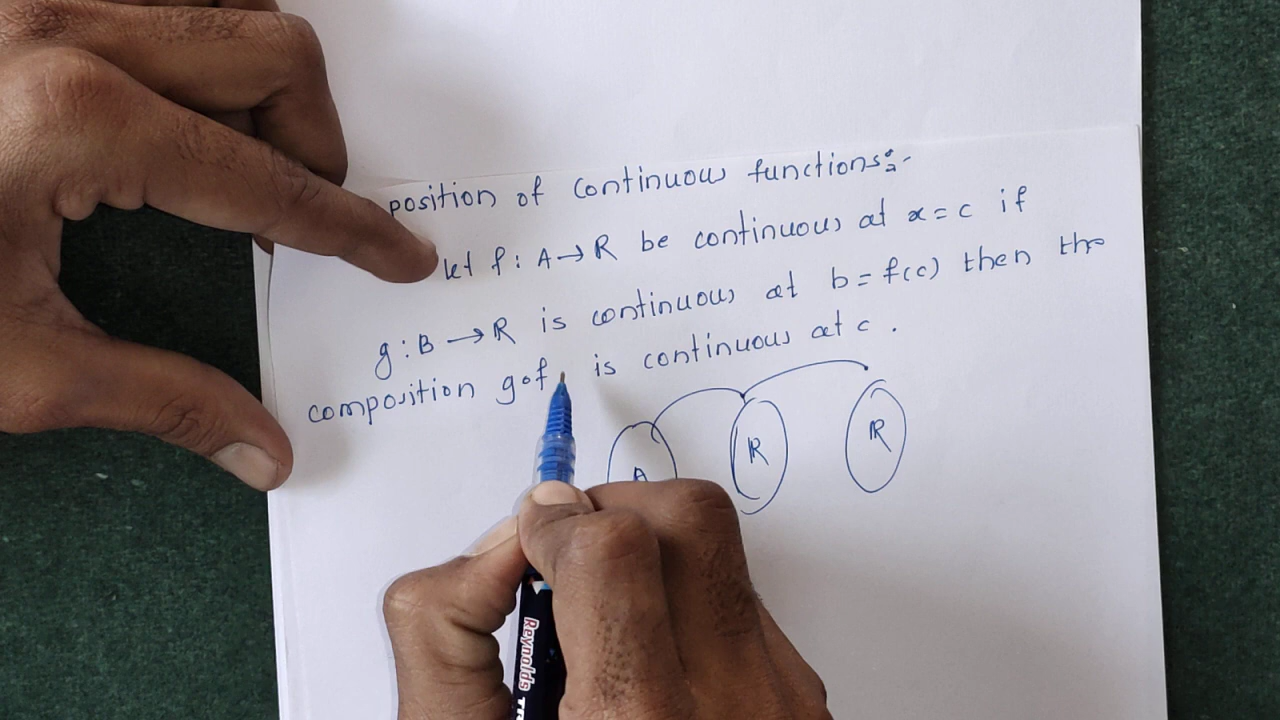 position of continuous functions:-
let f : A → R be continuous at x = c if
g : B → R is continuous at b = f(c) then the
composition gof is continuous at c .
A R R
Reynolds